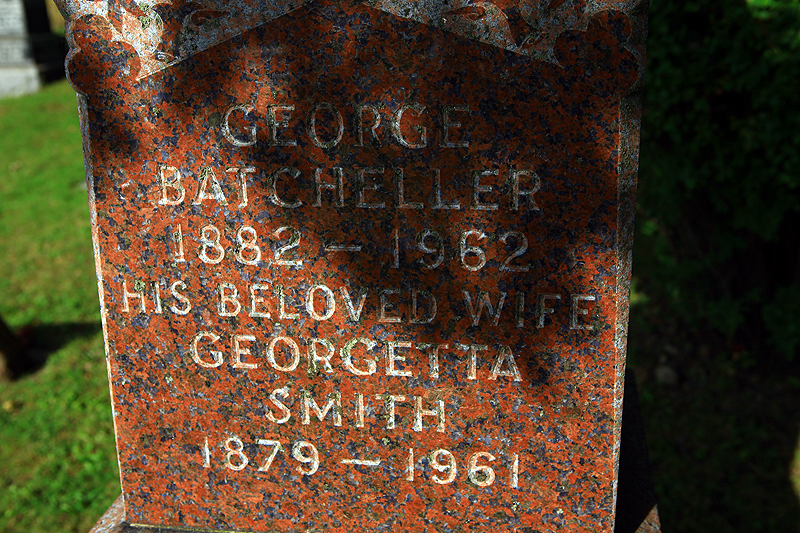 GEORGE
BATCHELLER
1882 – 1962
HIS BELOVED WIFE
GEORGETTA
SMITH
1879 – 1961